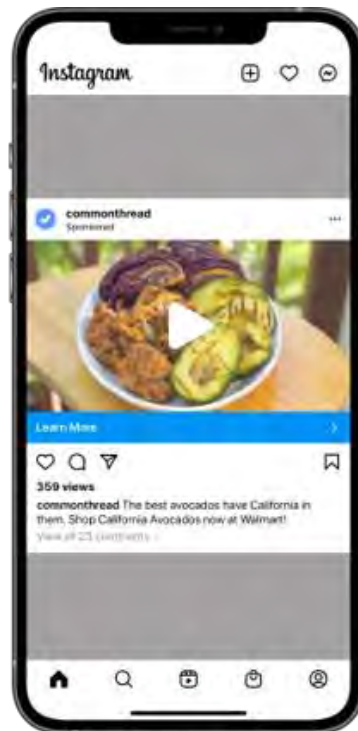 Instagram
commonthread
Sponsored
Learn More
359 views
commonthread The best avocados have California in
them. Shop California Avocados now at Walmart!
View all 23 comments